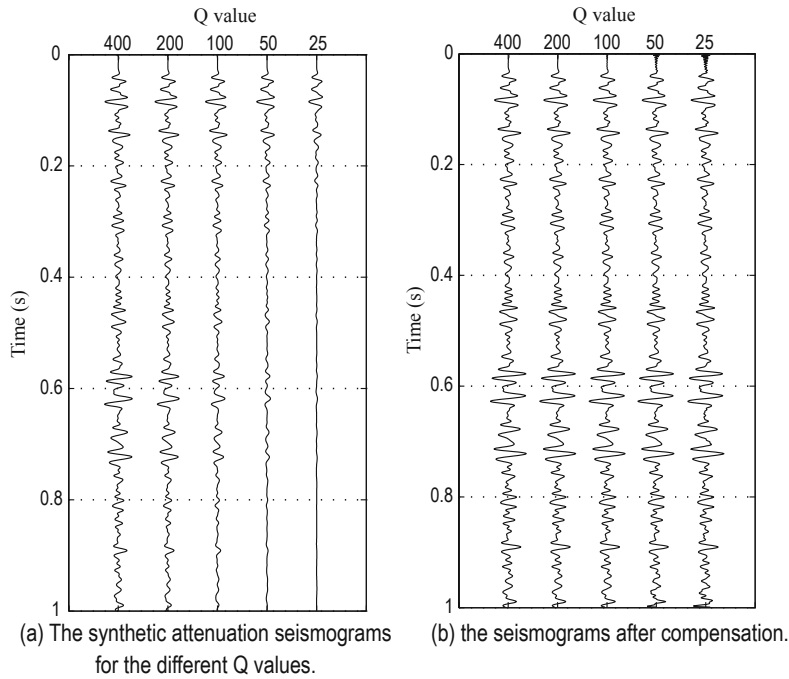 Q value
400 200 100 50 25
0
0.2
0.4
0.6
0.8
1
Time (s)
(a) The synthetic attenuation seismograms
for the different Q values.
Q value
400 200 100 50 25
0
0.2
0.4
0.6
0.8
1
Time (s)
(b) the seismograms after compensation.